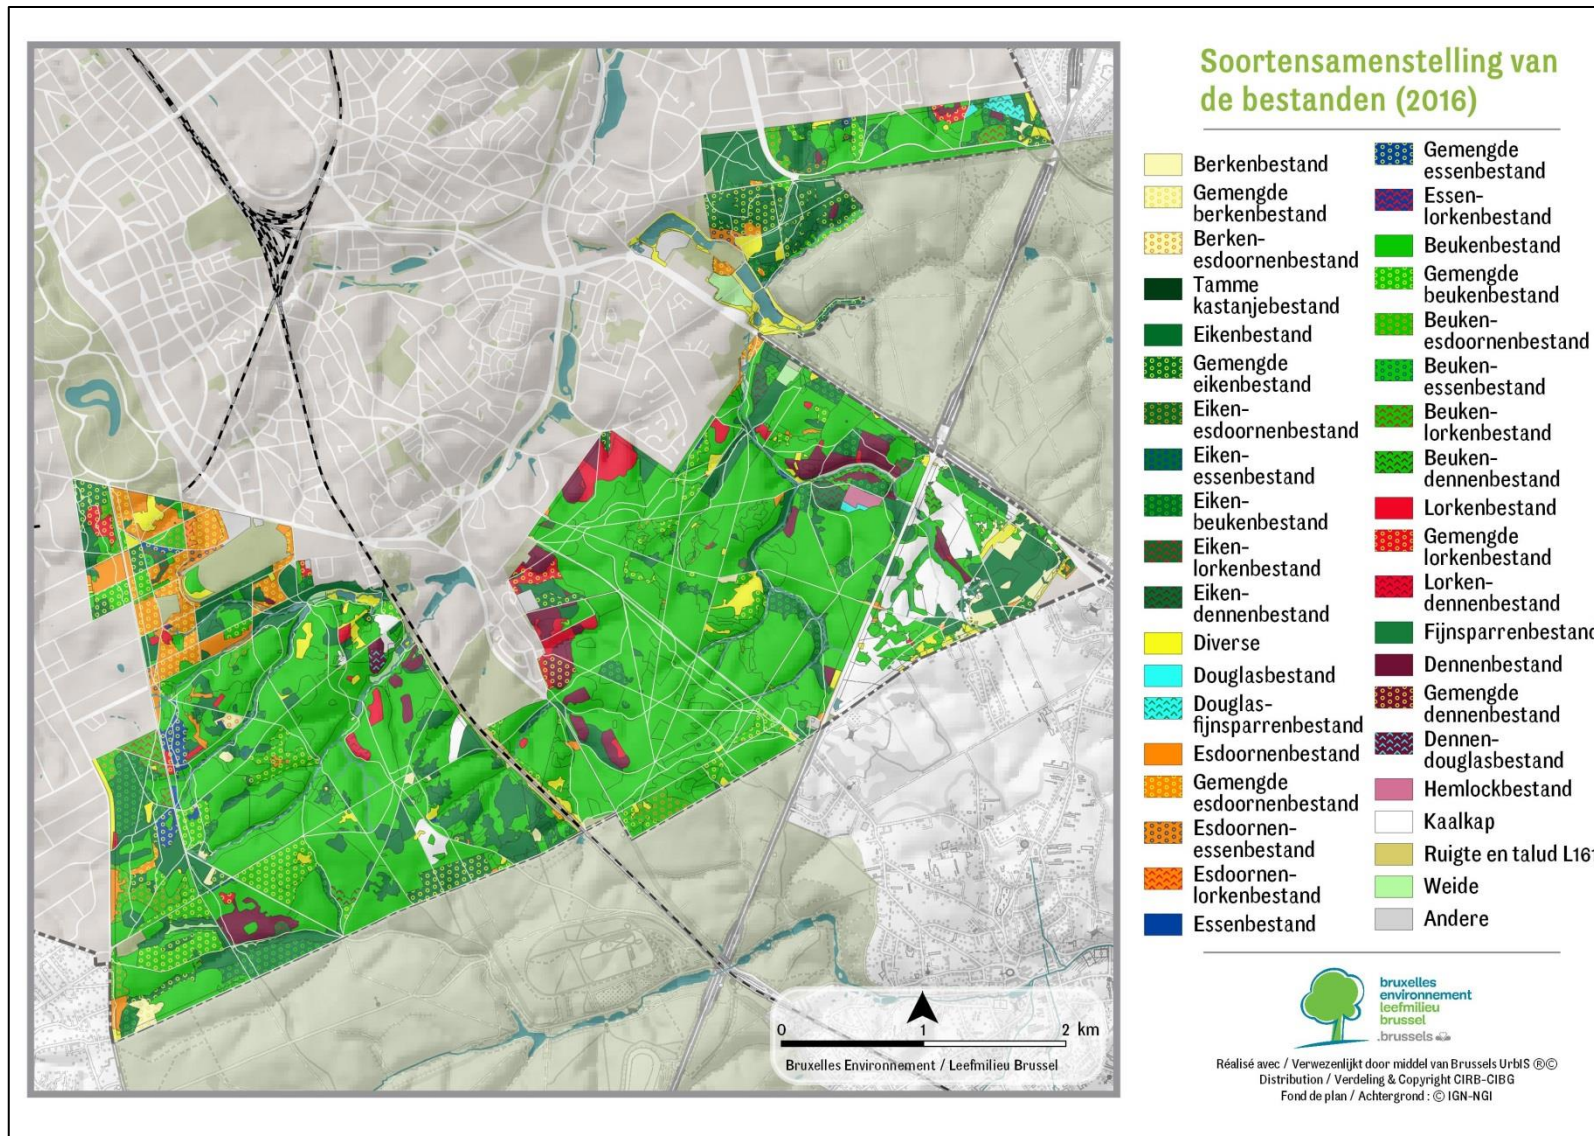 Soortensamenstelling van
de bestanden (2016)
Berkenbestand
Gemengde
berkenbestand
Berken-
esdoornenbestand
Tamme
kastanjebestand
Eikenbestand
Gemengde
eikenbestand
Eiken-
esdoornenbestand
Eiken-
essenbestand
Eiken-
beukenbestand
Eiken-
lorkenbestand
Eiken-
dennenbestand
Diverse
Douglasbestand
Douglas-
fijnsparrenbestand
Esdoornenbestand
Gemengde
esdoornenbestand
Esdoornen-
essenbestand
Esdoornen-
lorkenbestand
Essenbestand
Gemengde
essenbestand
Essen-
lorkenbestand
Beukenbestand
Gemengde
beukenbestand
Beuken-
esdoornenbestand
Beuken-
essenbestand
Beuken-
lorkenbestand
Beuken-
dennenbestand
Lorkenbestand
Gemengde
lorkenbestand
Lorken-
dennenbestand
Fijnsparrenbestand
Dennenbestand
Gemengde
dennenbestand
Dennen-
douglasbestand
Hemlockbestand
Kaalkap
Ruigte en talud L161
Weide
Andere
0 1 2 km
Bruxelles Environnement / Leefmilieu Brussel
bruxelles
environnement
leefmilieu
brussel
.brussels
Réalisé avec / Verwezenlijkt door middel van Brussels UrbIS ®©
Distribution / Verdeling & Copyright CIRB-CIBG
Fond de plan / Achtergrond : © IGN-NGI